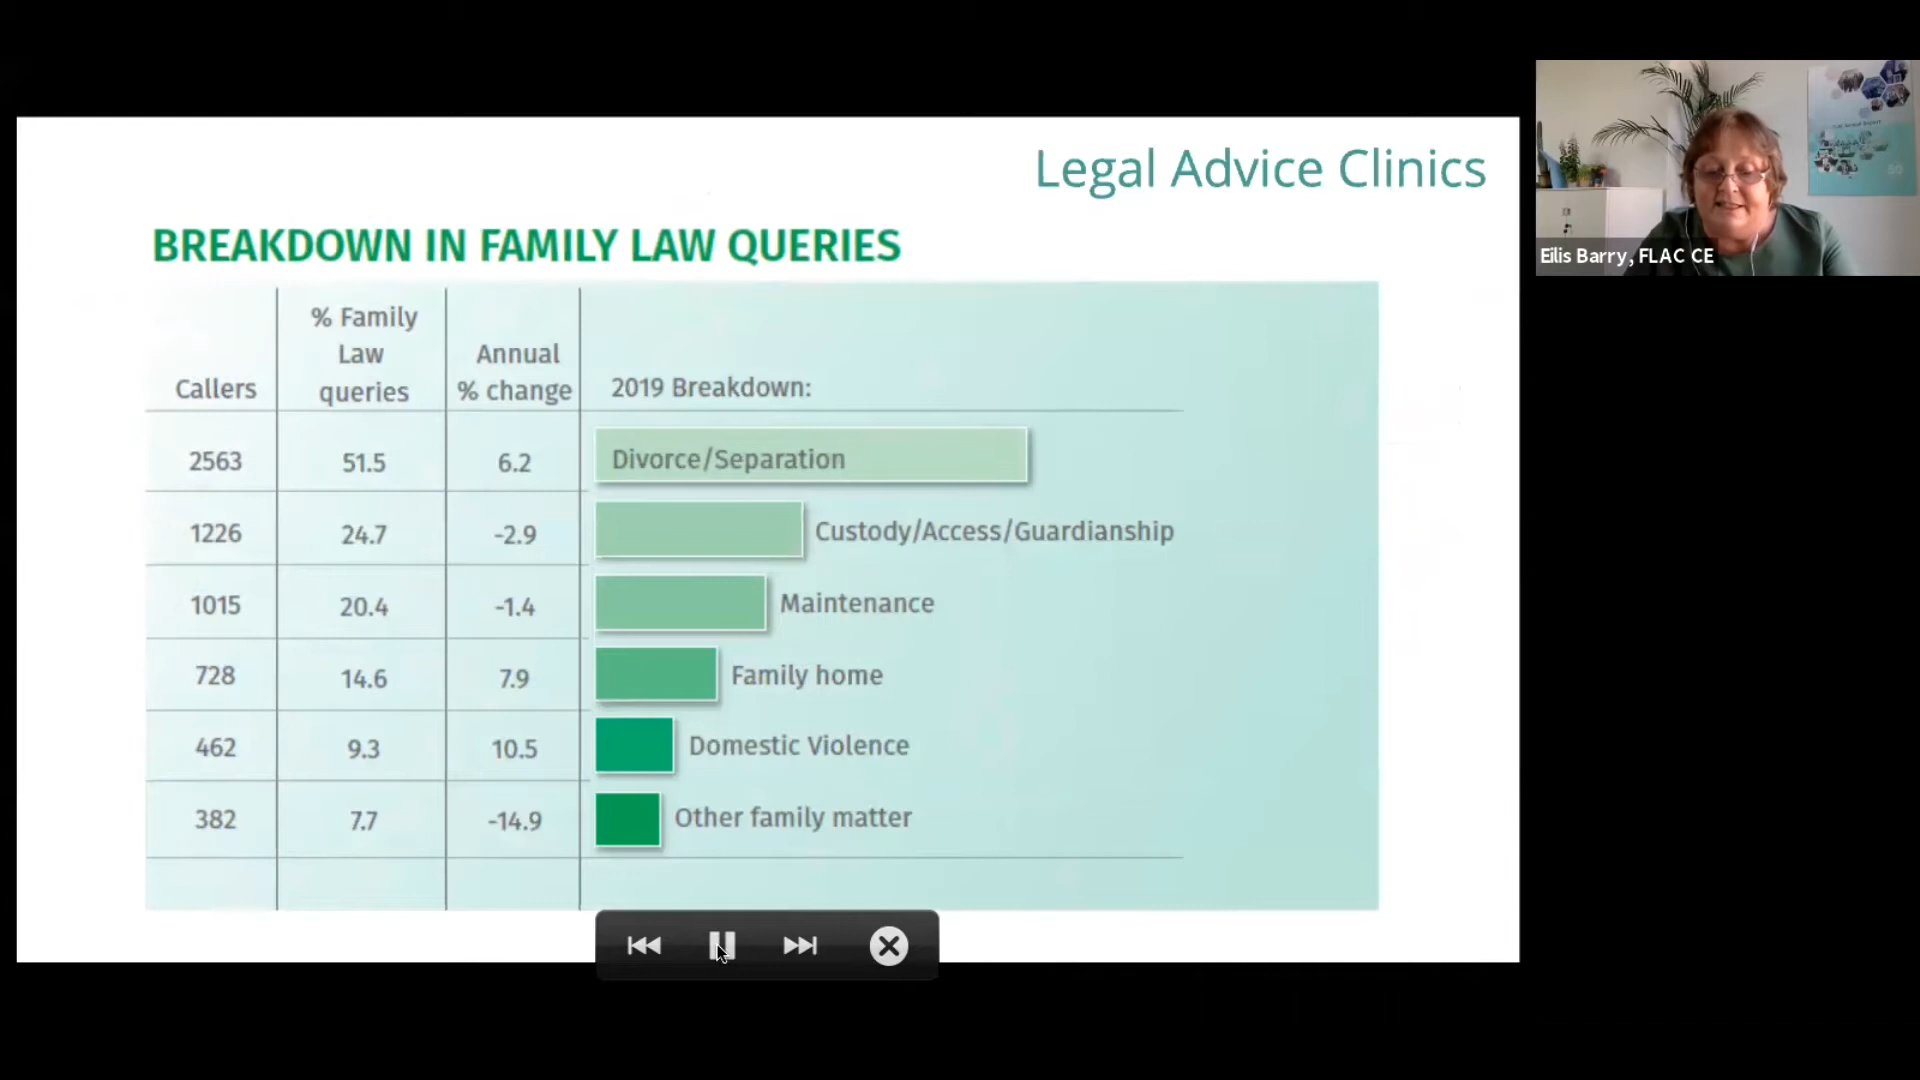 Legal Advice Clinics
BREAKDOWN IN FAMILY LAW QUERIES
Callers
% Family
Law
queries
Annual
% change
2019 Breakdown:
2563 51.5 6.2 Divorce/Separation
1226 24.7 -2.9 Custody/Access/Guardianship
1015 20.4 -1.4 Maintenance
728 14.6 7.9 Family home
462 9.3 10.5 Domestic Violence
382 7.7 -14.9 Other family matter
Eilis Barry, FLAC CE